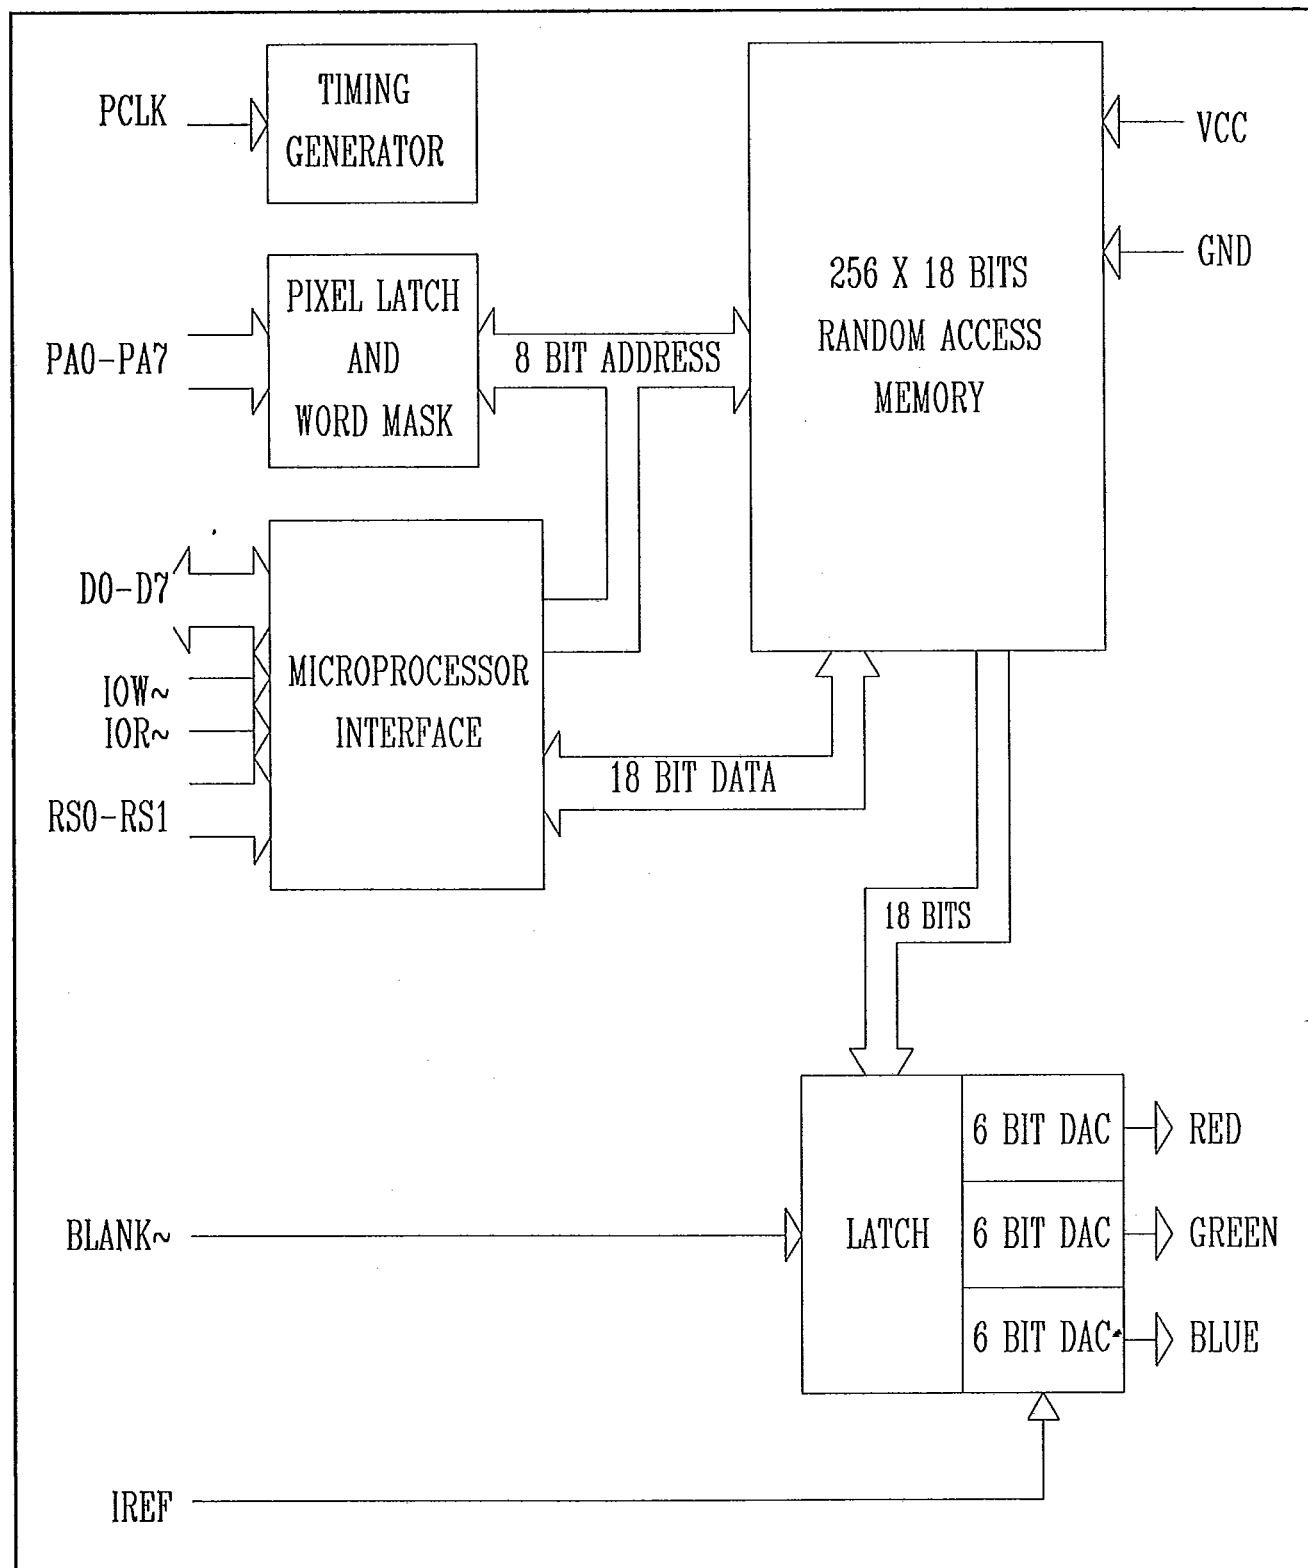 PCLK
TIMING
GENERATOR
VCC
GND
256 X 18 BITS
RANDOM ACCESS
MEMORY
PA0-PA7
PIXEL LATCH
AND
WORD MASK
8 BIT ADDRESS
D0-D7
IOW~
IOR~
RS0-RS1
MICROPROCESSOR
INTERFACE
18 BIT DATA
18 BITS
BLANK~
LATCH
6 BIT DAC
RED
6 BIT DAC
GREEN
6 BIT DAC
BLUE
IREF